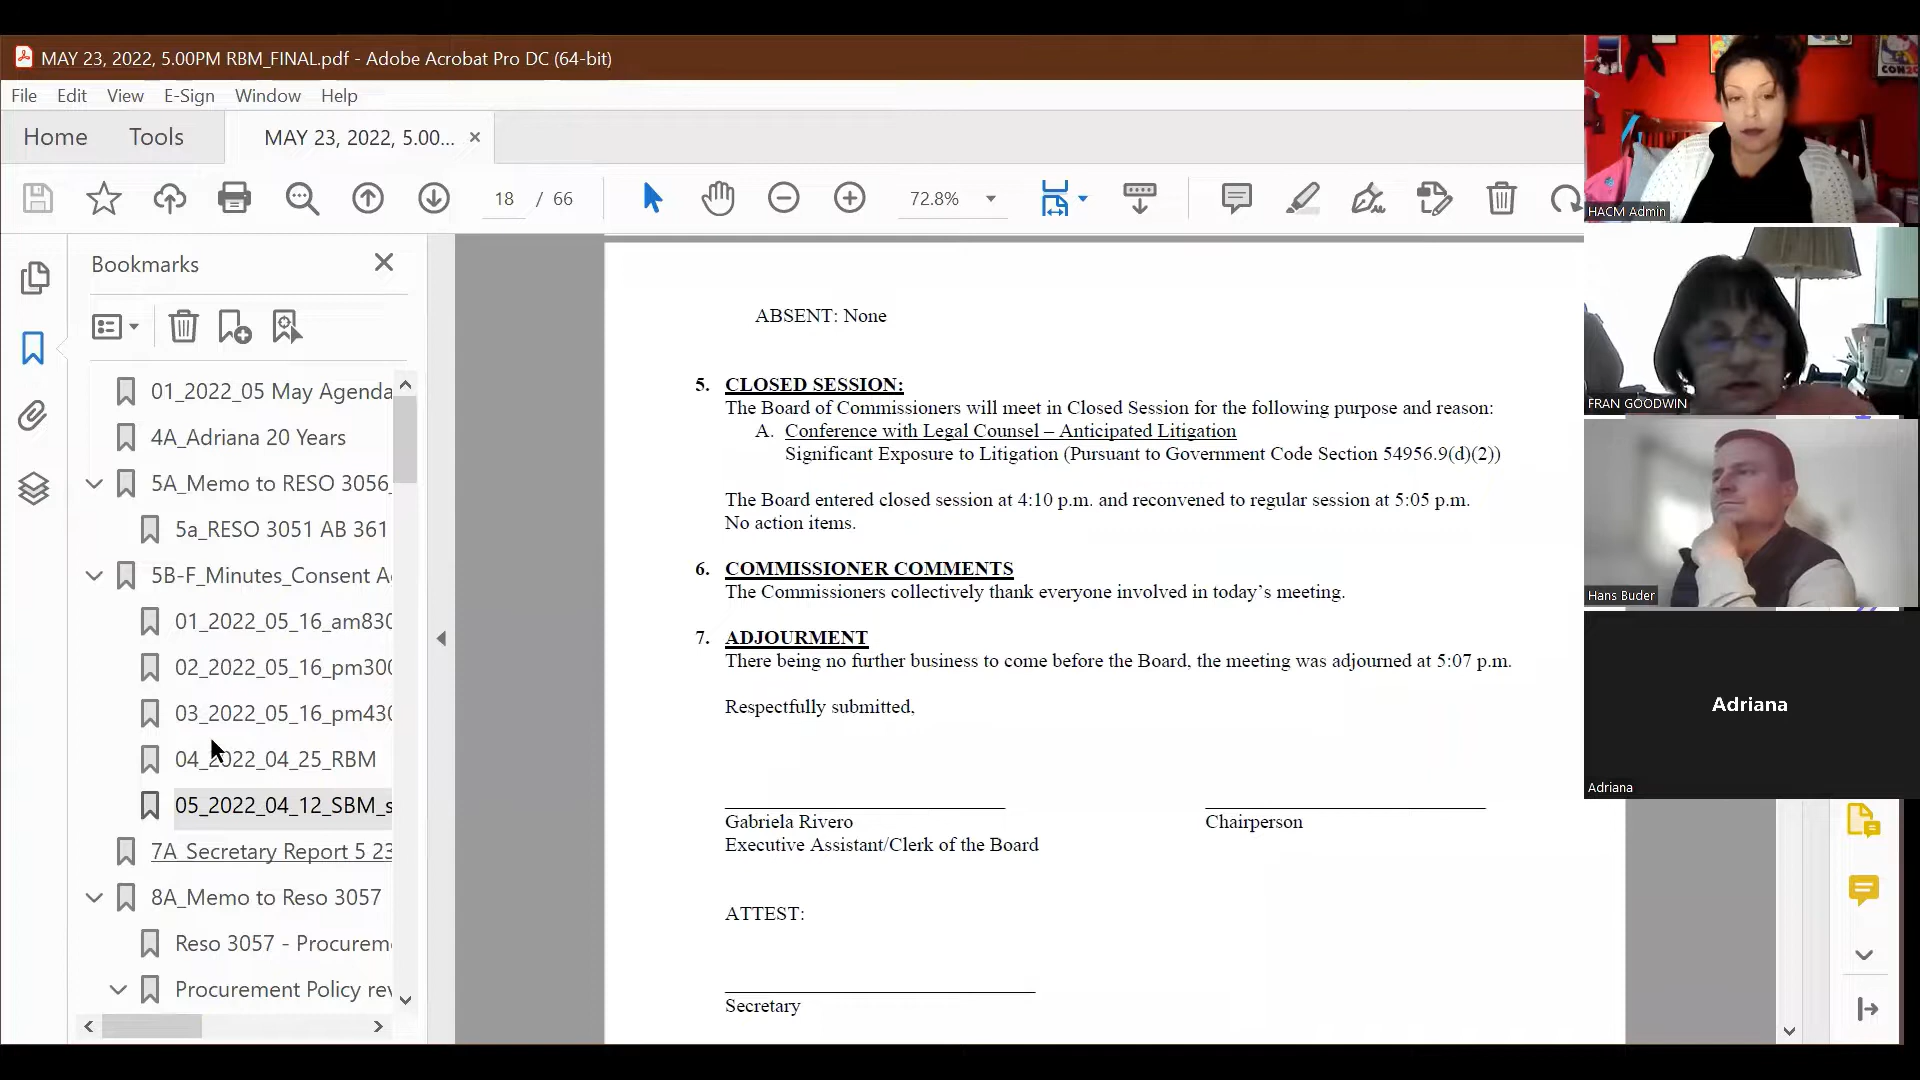 MAY 23, 2022, 5.00PM RBM_FINAL.pdf - Adobe Acrobat Pro DC (64-bit)
File Edit View E-Sign Window Help
Home Tools MAY 23, 2022, 5.00... ×
18 / 66 72.8%
Bookmarks
01_2022_05 May Agenda
4A_Adriana 20 Years
5A_Memo to RESO 3056_
5a_RESO 3051 AB 361
5B-F_Minutes_Consent A
01_2022_05_16_am830
02_2022_05_16_pm300
03_2022_05_16_pm430
04_2022_04_25_RBM
05_2022_04_12_SBM_s
7A_Secretary Report 5 23
8A_Memo to Reso 3057
Reso 3057 - Procurem
Procurement Policy rev
ABSENT: None
5. CLOSED SESSION:
The Board of Commissioners will meet in Closed Session for the following purpose and reason:
A. Conference with Legal Counsel – Anticipated Litigation
Significant Exposure to Litigation (Pursuant to Government Code Section 54956.9(d)(2))
The Board entered closed session at 4:10 p.m. and reconvened to regular session at 5:05 p.m.
No action items.
6. COMMISSIONER COMMENTS
The Commissioners collectively thank everyone involved in today's meeting.
7. ADJOURMENT
There being no further business to come before the Board, the meeting was adjourned at 5:07 p.m.
Respectfully submitted,
Gabriela Rivero
Executive Assistant/Clerk of the Board
Chairperson
ATTEST:
Secretary
HACM Admin
FRAN GOODWIN
Hans Buder
Adriana
Adriana